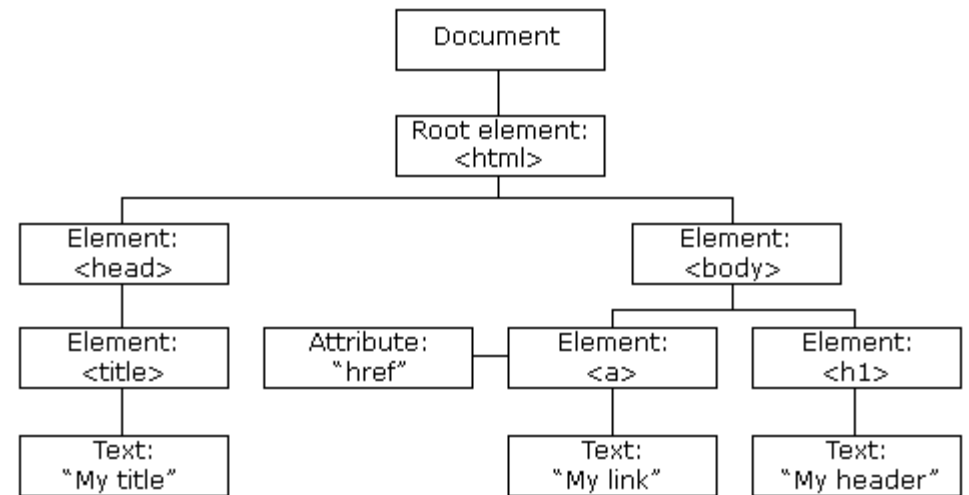 Document
Root element:
<html>
Element:
<head>
Element:
<body>
Element:
<title>
Attribute:
“href”
Element:
<a>
Element:
<h1>
Text:
“My title”
Text:
“My link”
Text:
“My header”